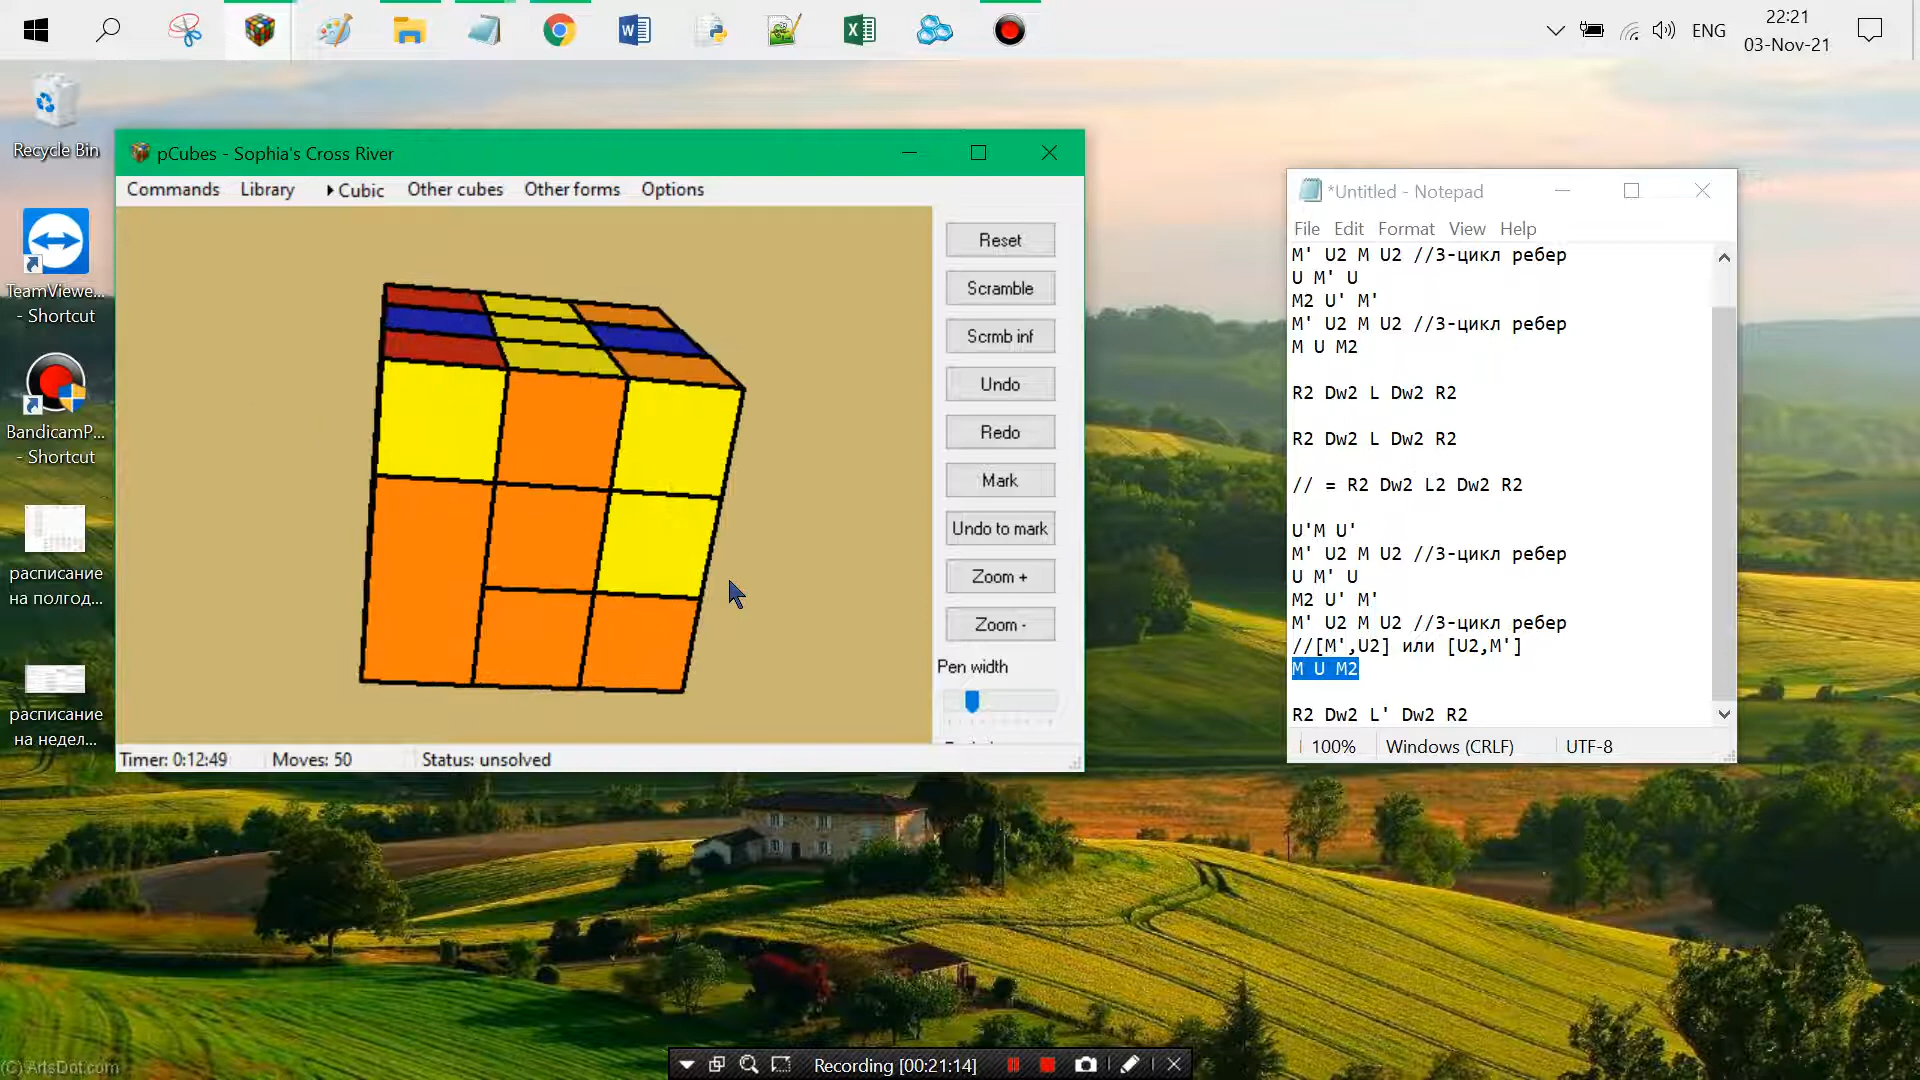 ENG
22:21
03-Nov-21
Recycle Bin
TeamViewe...
- Shortcut
BandicamP...
- Shortcut
расписание
на полгод...
расписание
на недел...
pCubes - Sophia's Cross River
Commands
Library
Cubic
Other cubes
Other forms
Options
Reset
Scramble
Scrmb inf
Undo
Redo
Mark
Undo to mark
Zoom +
Zoom -
Pen width
Timer: 0:12:49
Moves: 50
Status: unsolved
*Untitled - Notepad
File
Edit
Format
View
Help
M' U2 M U2 //3-цикл ребер
U M' U
M2 U' M'
M' U2 M U2 //3-цикл ребер
M U M2
R2 Dw2 L Dw2 R2
R2 Dw2 L Dw2 R2
// = R2 Dw2 L2 Dw2 R2
U'M U'
M' U2 M U2 //3-цикл ребер
U M' U
M2 U' M'
M' U2 M U2 //3-цикл ребер
//[M',U2] или [U2,M']
M U M2
R2 Dw2 L' Dw2 R2
100%
Windows (CRLF)
UTF-8
(C) ArtsDot.com
Recording [00:21:14]